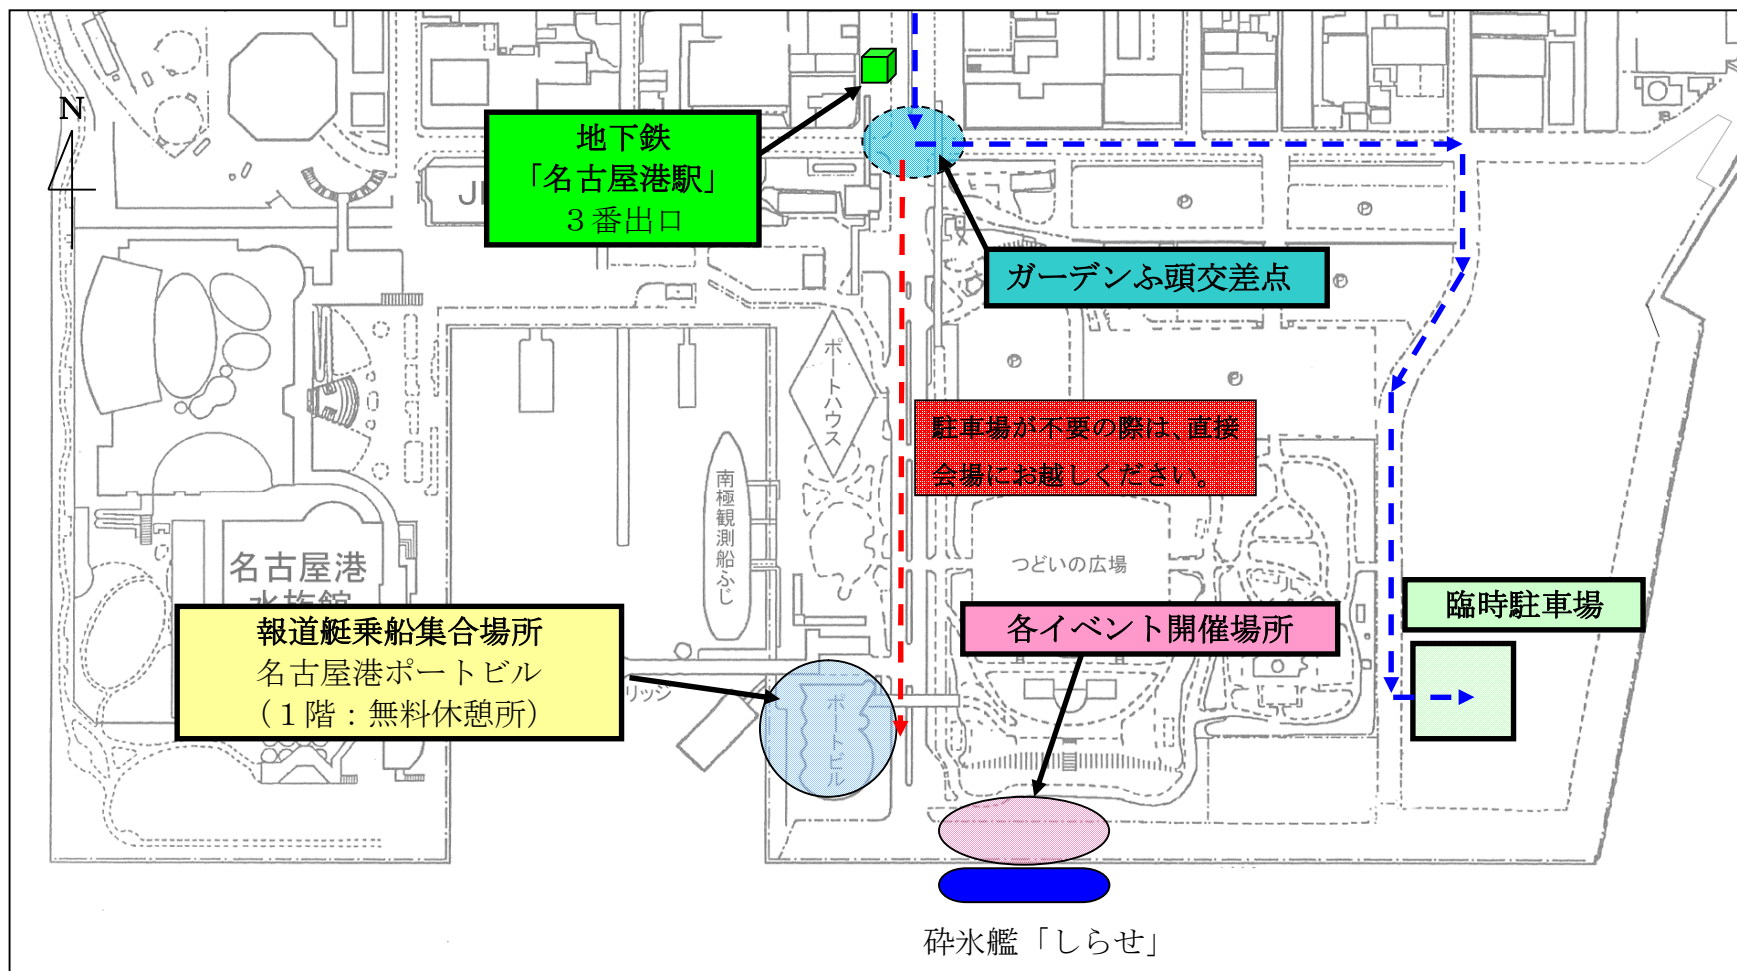 N
地下鉄
「名古屋港駅」
３番出口
ガーデンふ頭交差点
Ⓟ
Ⓟ
Ⓟ
Ⓟ
Ⓟ
ポートハウス
駐車場が不要の際は、直接
会場にお越しください。
南極観測船ふじ
つどいの広場
名古屋港
水族館
臨時駐車場
報道艇乗船集合場所
名古屋港ポートビル
（１階：無料休憩所）
各イベント開催場所
リッジ
ポートビル
砕氷艦「しらせ」